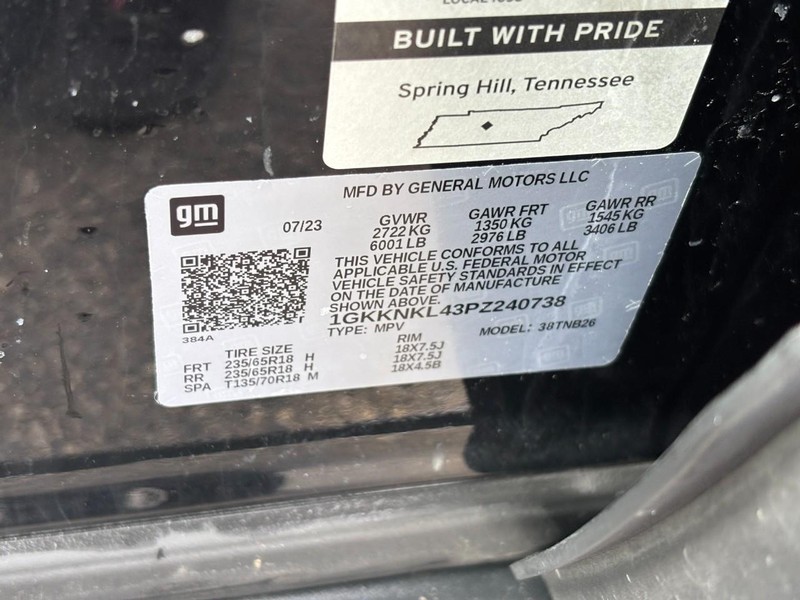 BUILT WITH PRIDE
Spring Hill, Tennessee
gm
MFD BY GENERAL MOTORS LLC
07/23
GVWR GAWR FRT GAWR RR
2722 KG 1350 KG 1545 KG
6001 LB 2976 LB 3406 LB
THIS VEHICLE CONFORMS TO ALL
APPLICABLE U.S. FEDERAL MOTOR
VEHICLE SAFETY STANDARDS IN EFFECT
ON THE DATE OF MANUFACTURE
SHOWN ABOVE.
1GKKNKL43PZ240738
384A
TYPE: MPV MODEL: 38TNB26
TIRE SIZE RIM
FRT 235/65R18 H 18X7.5J
RR 235/65R18 H 18X7.5J
SPA T135/70R18 M 18X4.5B